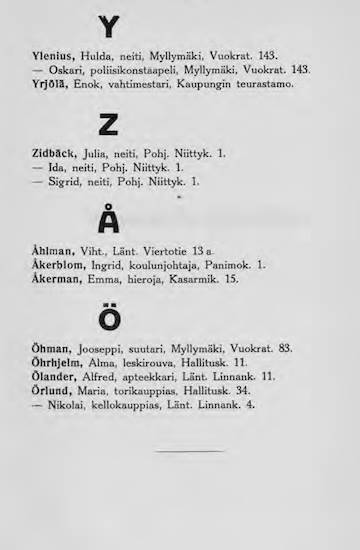 Y
Ylenius, Hulda, neiti, Myllymäki, Vuokrat. 143.
— Oskari, poliisikonstaapeli, Myllymäki, Vuokrat. 143.
Yrjölä, Enok, vahtimestari, Kaupungin teurastamo.
Z
Zidbäck, Julia, neiti, Pohj. Niittyk. 1.
— Ida, neiti, Pohj. Niittyk. 1.
— Sigrid, neiti, Pohj. Niittyk. 1.
Å
Åhlman, Viht., Länt. Viertotie 13 a.
Åkerblom, Ingrid, koulunjohtaja, Panimok. 1.
Åkerman, Emma, hieroja, Kasarmik. 15.
Ö
Öhman, Jooseppi, suutari, Myllymäki, Vuokrat. 83.
Öhrhjelm, Alma, leskirouva, Hallitusk. 11.
Ölander, Alfred, apteekkari, Länt. Linnank. 11.
Örlund, Maria, torikauppias, Hallitusk. 34.
— Nikolai, kellokauppias, Länt. Linnank. 4.